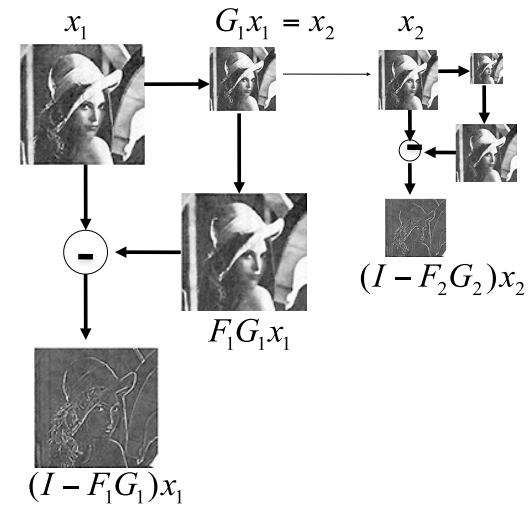 x₁
G₁x₁ = x₂
x₂
-
-
(I − F₂G₂)x₂
F₁G₁x₁
(I − F₁G₁)x₁